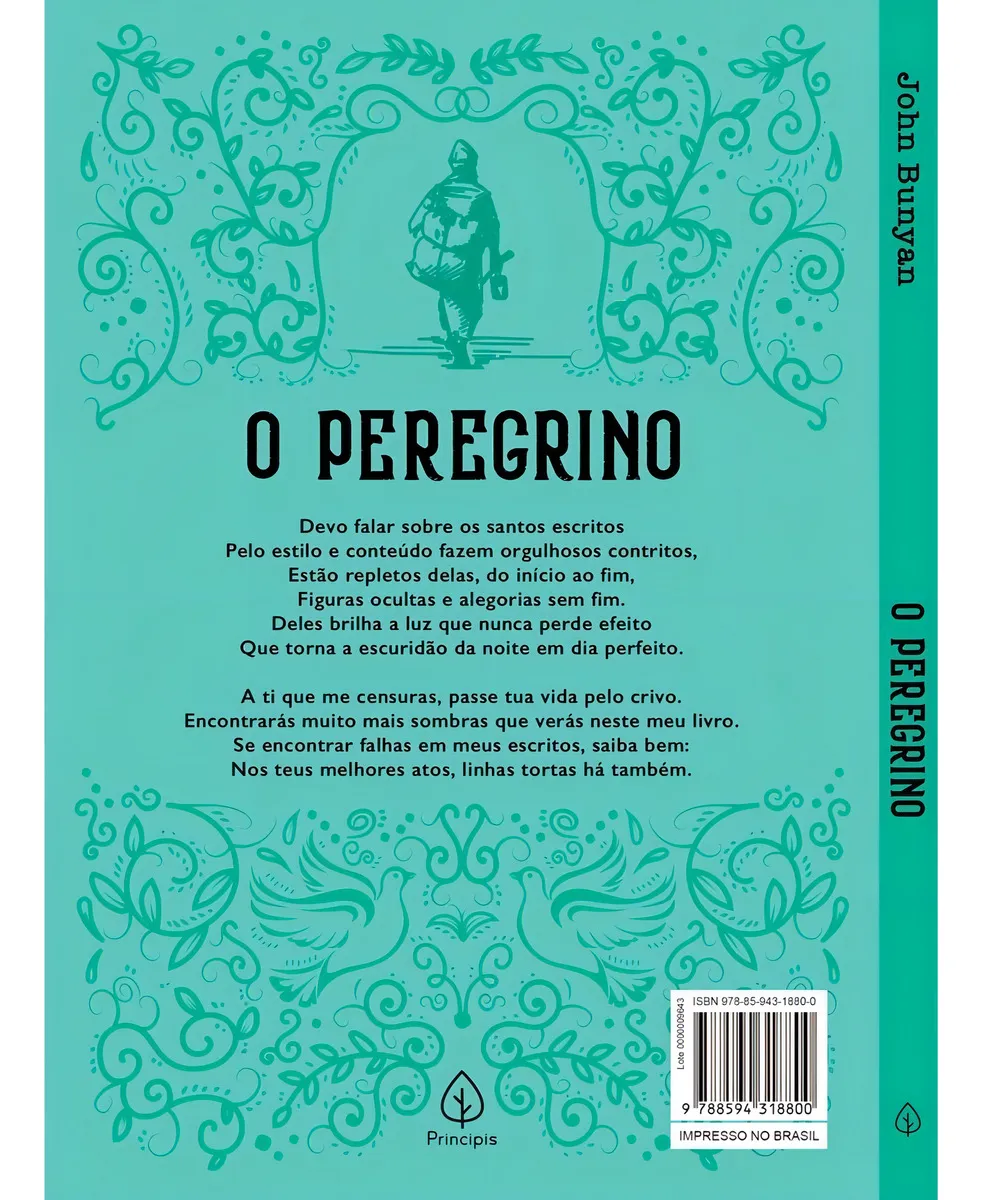 O PEREGRINO
Devo falar sobre os santos escritos
Pelo estilo e conteúdo fazem orgulhosos contritos,
Estão repletos delas, do início ao fim,
Figuras ocultas e alegorias sem fim.
Deles brilha a luz que nunca perde efeito
Que torna a escuridão da noite em dia perfeito.
A ti que me censuras, passe tua vida pelo crivo.
Encontrarás muito mais sombras que verás neste meu livro.
Se encontrar falhas em meus escritos, saiba bem:
Nos teus melhores atos, linhas tortas há também.
Principis
Lote 0000009643
ISBN 978-85-943-1880-0
9 788594 318800
IMPRESSO NO BRASIL
John Bunyan
O PEREGRINO